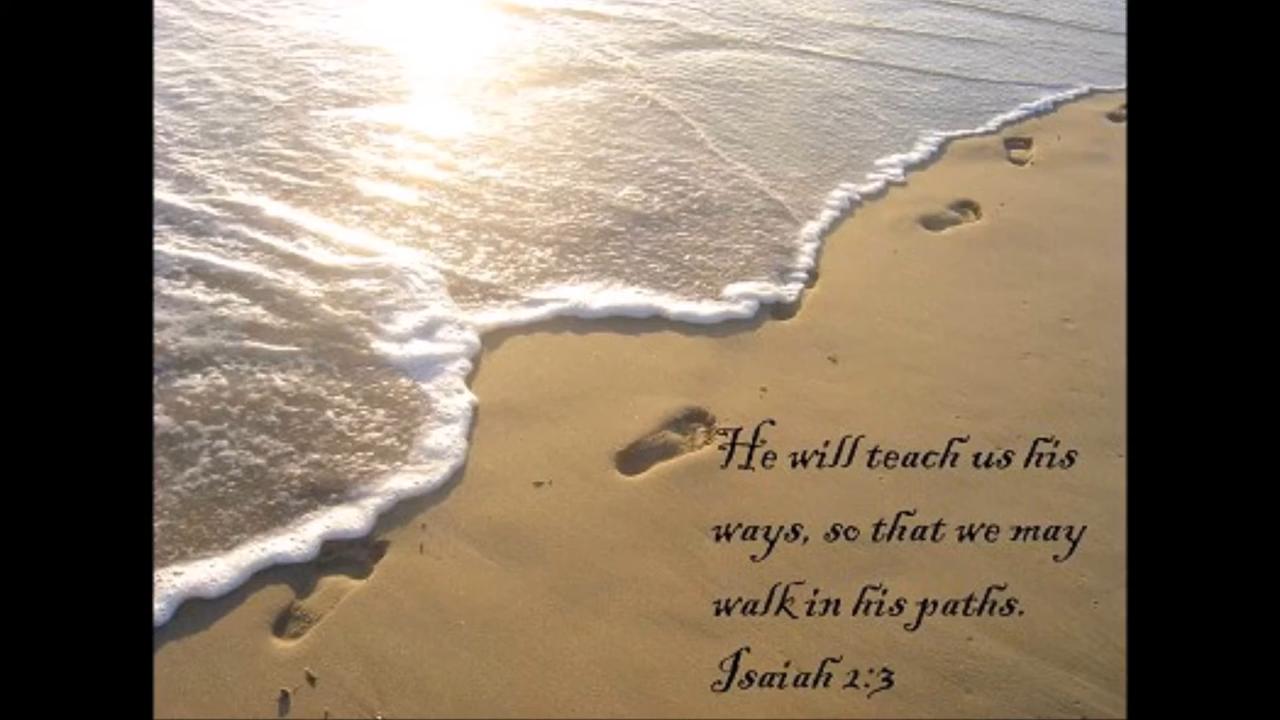 He will teach us his
ways, so that we may
walk in his paths.
Isaiah 2:3